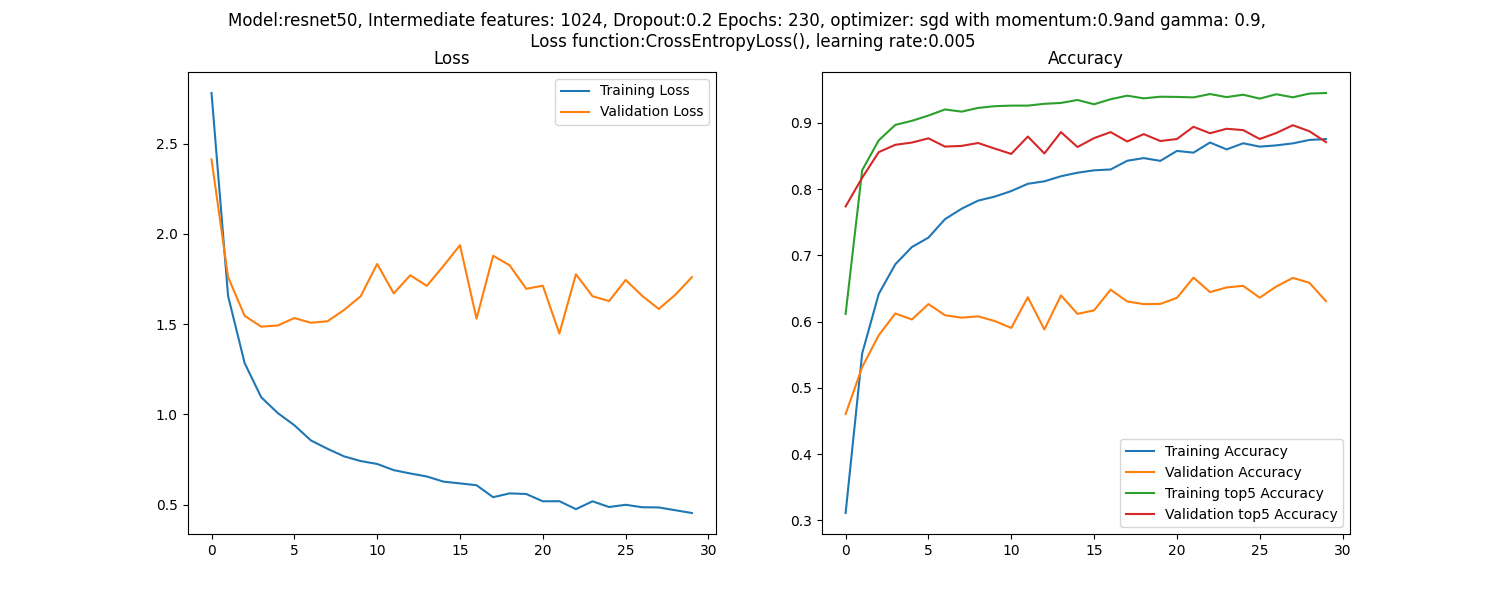 Model:resnet50, Intermediate features: 1024, Dropout:0.2 Epochs: 230, optimizer: sgd with momentum:0.9and gamma: 0.9,
Loss function:CrossEntropyLoss(), learning rate:0.005
Loss
Training Loss
Validation Loss
2.5
2.0
1.5
1.0
0.5
0 5 10 15 20 25 30
Accuracy
0.9
0.8
0.7
0.6
0.5
0.4
0.3
Training Accuracy
Validation Accuracy
Training top5 Accuracy
Validation top5 Accuracy
0 5 10 15 20 25 30